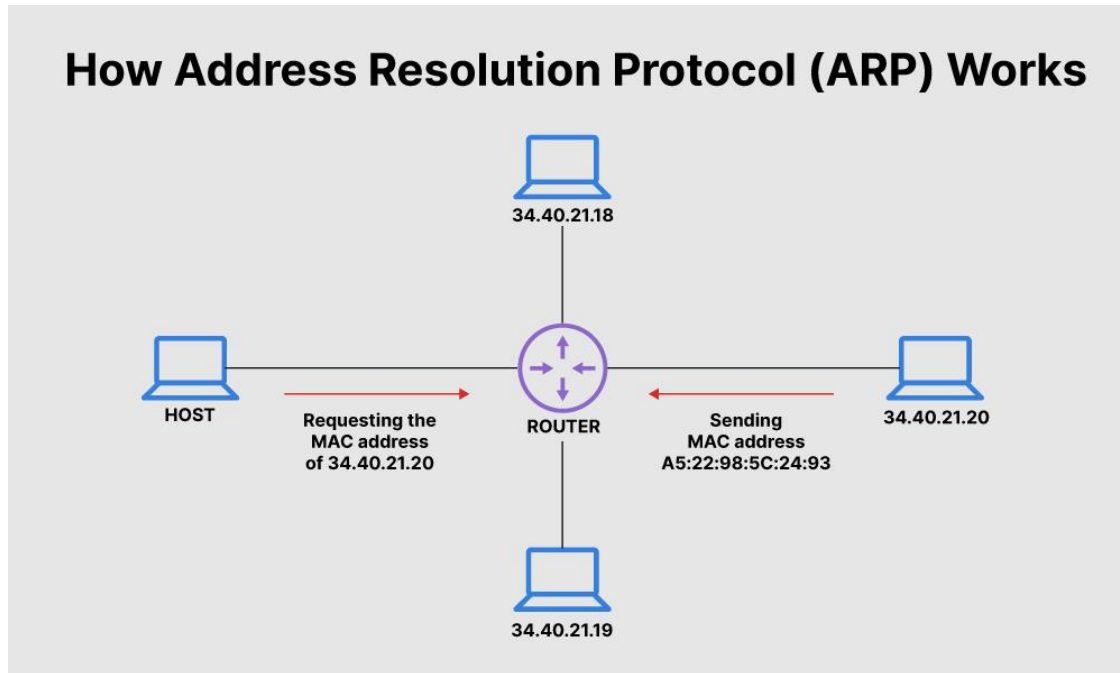 How Address Resolution Protocol (ARP) Works
34.40.21.18
HOST
Requesting the
MAC address
of 34.40.21.20
ROUTER
Sending
MAC address
A5:22:98:5C:24:93
34.40.21.20
34.40.21.19